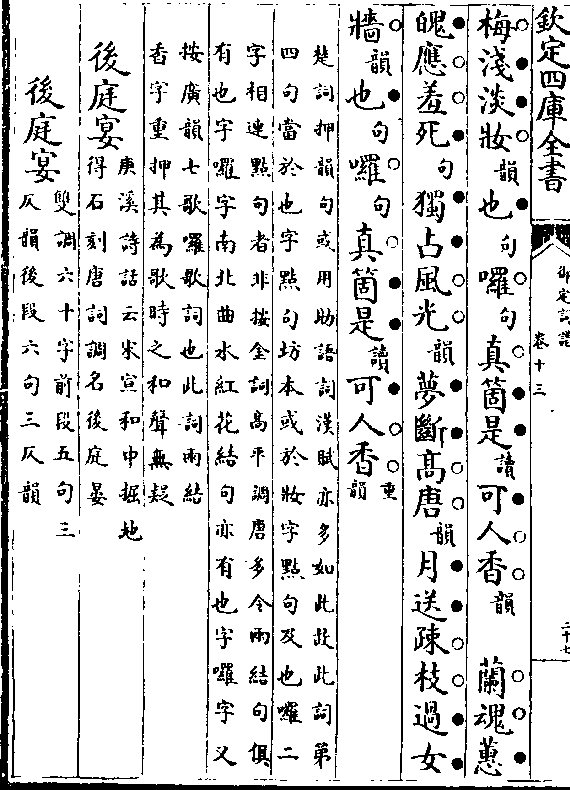 欽定四庫全書
御定詞譜
卷十三
二十七
梅淺淡妝韻也句囉句真箇是讀可人香韻 蘭魂蕙
魄應羞死句獨占風光韻夢斷高唐韻月送疎枝過女
牆韻也句囉句真箇是讀可人香重韻
楚詞押韻句或用助語詞漢賦亦多如此故此詞第
四句當於也字點句坊本或於妝字點句及也囉二
字相連點句者非按金詞高平調唐多令兩結句俱
有也字囉字南北曲水紅花結句亦有也字囉字又
按廣韻七歌囉歌詞也此詞兩結
香字重押其為歌時之和聲無疑
後庭宴庚溪詩話云宋宣和中掘地
得石刻唐詞調名後庭宴
後庭宴雙調六十字前段五句三
仄韻後段六句三仄韻